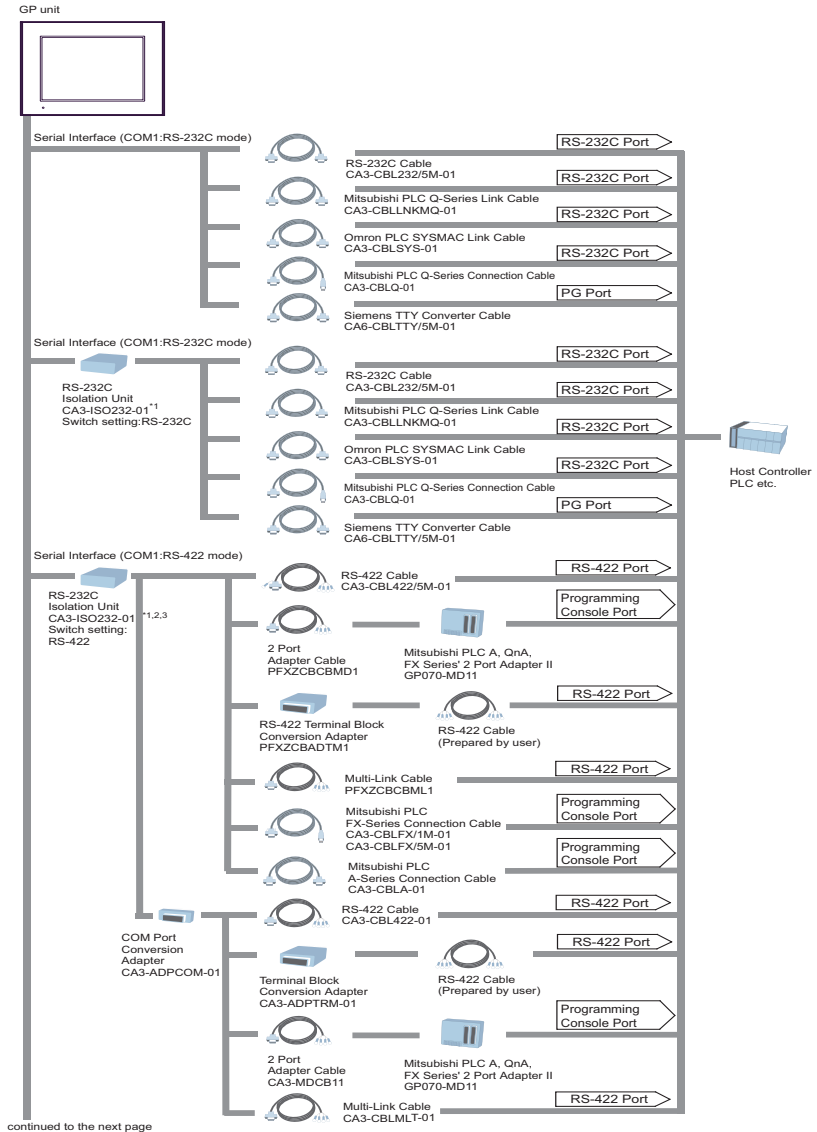 GP unit
Serial Interface (COM1:RS-232C mode)
RS-232C Port
RS-232C Cable
CA3-CBL232/5M-01
RS-232C Port
Mitsubishi PLC Q-Series Link Cable
CA3-CBLLNKMQ-01
RS-232C Port
Omron PLC SYSMAC Link Cable
CA3-CBLSYS-01
RS-232C Port
Mitsubishi PLC Q-Series Connection Cable
CA3-CBLQ-01
PG Port
Siemens TTY Converter Cable
CA6-CBLTTY/5M-01
Serial Interface (COM1:RS-232C mode)
RS-232C
Isolation Unit
CA3-ISO232-01*1
Switch setting:RS-232C
RS-232C Port
RS-232C Cable
CA3-CBL232/5M-01
RS-232C Port
Mitsubishi PLC Q-Series Link Cable
CA3-CBLLNKMQ-01
RS-232C Port
Omron PLC SYSMAC Link Cable
CA3-CBLSYS-01
RS-232C Port
Mitsubishi PLC Q-Series Connection Cable
CA3-CBLQ-01
PG Port
Siemens TTY Converter Cable
CA6-CBLTTY/5M-01
Host Controller
PLC etc.
Serial Interface (COM1:RS-422 mode)
RS-232C
Isolation Unit
CA3-ISO232-01 *1,2,3
Switch setting:
RS-422
RS-422 Cable
CA3-CBL422/5M-01
RS-422 Port
2 Port
Adapter Cable
PFXZCBCBMD1
Mitsubishi PLC A, QnA,
FX Series' 2 Port Adapter II
GP070-MD11
Programming
Console Port
RS-422 Terminal Block
Conversion Adapter
PFXZCBADTM1
RS-422 Cable
(Prepared by user)
RS-422 Port
Multi-Link Cable
PFXZCBCBML1
RS-422 Port
Mitsubishi PLC
FX-Series Connection Cable
CA3-CBLFX/1M-01
CA3-CBLFX/5M-01
Programming
Console Port
Mitsubishi PLC
A-Series Connection Cable
CA3-CBLA-01
Programming
Console Port
COM Port
Conversion
Adapter
CA3-ADPCOM-01
RS-422 Cable
CA3-CBL422-01
RS-422 Port
Terminal Block
Conversion Adapter
CA3-ADPTRM-01
RS-422 Cable
(Prepared by user)
RS-422 Port
2 Port
Adapter Cable
CA3-MDCB11
Mitsubishi PLC A, QnA,
FX Series' 2 Port Adapter II
GP070-MD11
Programming
Console Port
Multi-Link Cable
CA3-CBLMLT-01
RS-422 Port
continued to the next page